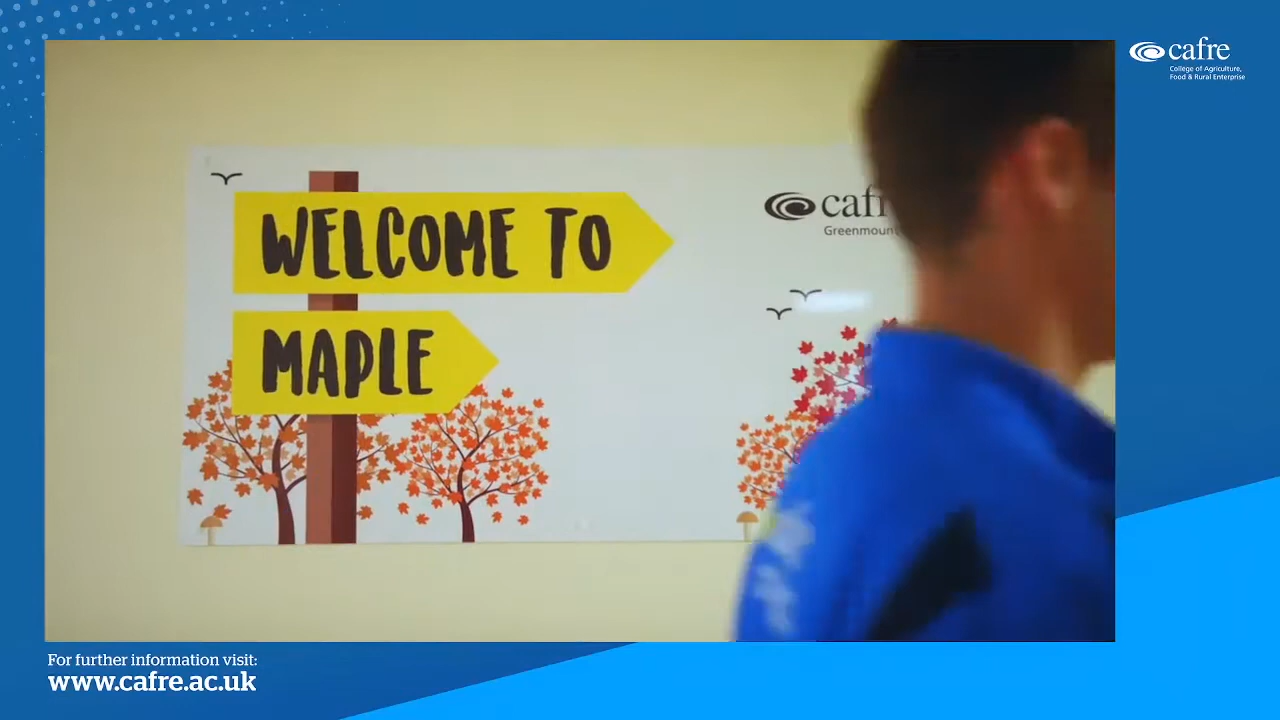 cafre
College of Agriculture,
Food & Rural Enterprise
WELCOME TO
MAPLE
Greenmount
For further information visit:
www.cafre.ac.uk